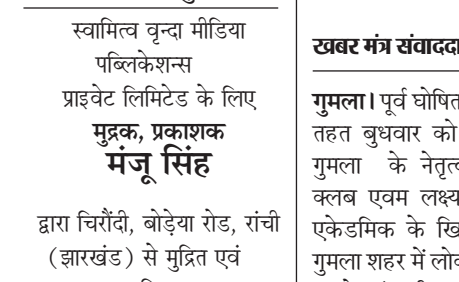 स्वामित्व वृन्दा मीडिया
पब्लिकेशन्स
प्राइवेट लिमिटेड के लिए
मुद्रक, प्रकाशक
मंजू सिंह
द्वारा चिरौंदी, बोड़ेया रोड, रांची
(झारखंड) से मुद्रित एवं
खबर मंत्र संवाददा
गुमला। पूर्व घोषित
तहत बुधवार को
गुमला के नेतृत्व
क्लब एवम लक्ष्य
एकेडमिक के खि
गुमला शहर में लोक